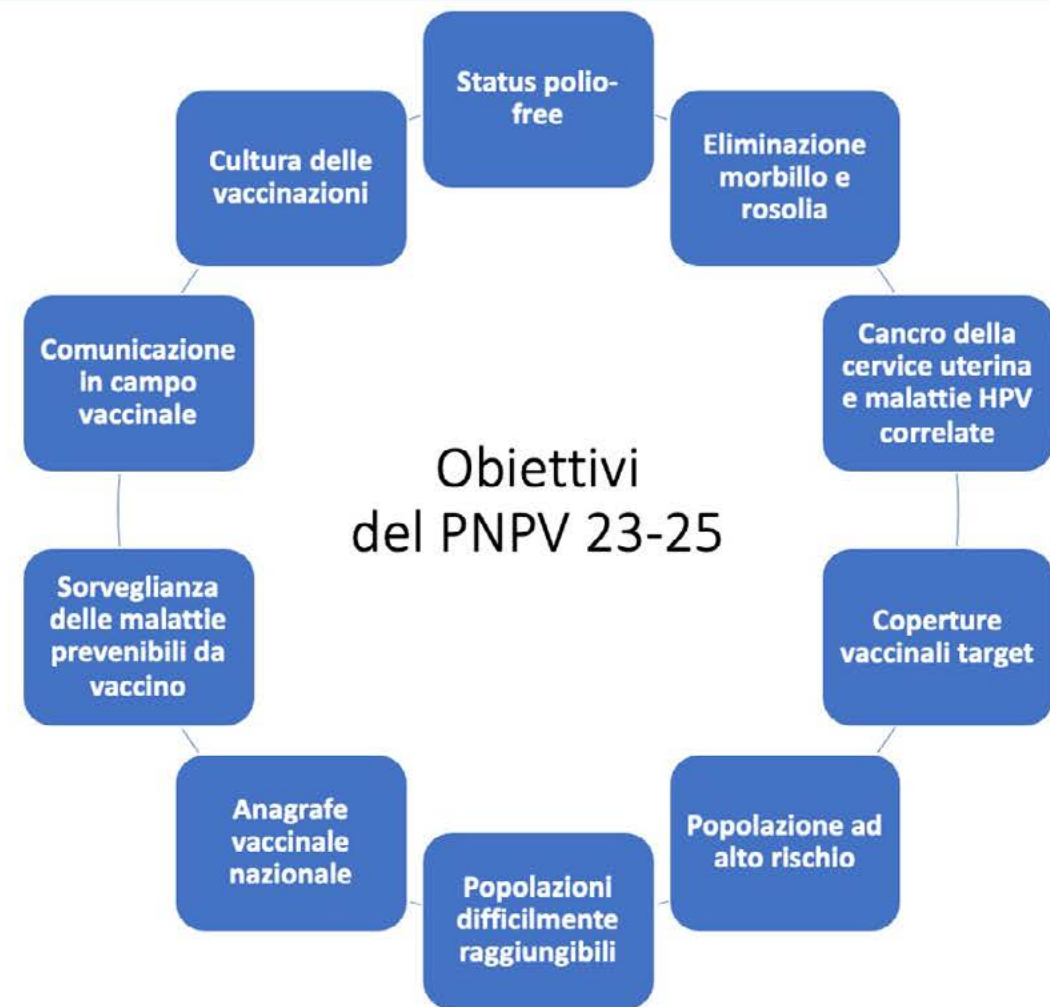 Status polio-
free
Eliminazione
morbillo e
rosolia
Cancro della
cervice uterina
e malattie HPV
correlate
Coperture
vaccinali target
Popolazione ad
alto rischio
Popolazioni
difficilmente
raggiungibili
Anagrafe
vaccinale
nazionale
Sorveglianza
delle malattie
prevenibili da
vaccino
Comunicazione
in campo
vaccinale
Cultura delle
vaccinazioni
Obiettivi
del PNPV 23-25